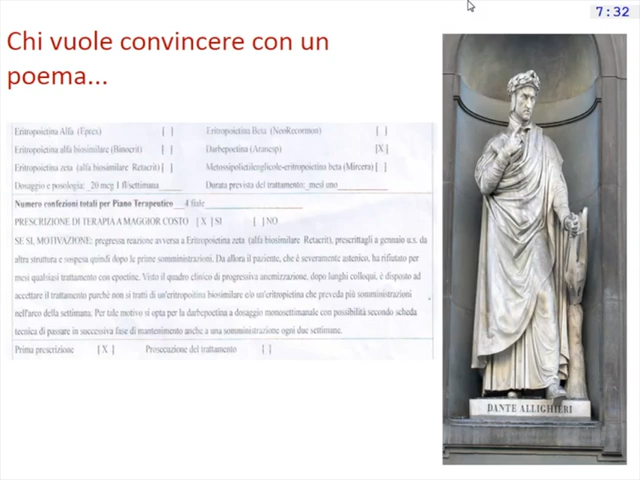 7:32
Chi vuole convincere con un
poema...
Eritropoietina Alfa (Eprex) [ ] Eritropoietina Beta (NeoRecormon) [ ]
Eritropoietina alfa biosimilare (Binocrit) [ ] Darbepoetina (Aranesp) [X]
Eritropoietina zeta (alfa biosimilare Retacrit) [ ] Metossipolietilenglicole-eritropoietina beta (Mircera) [ ]
Dosaggio e posologia: _20 mcg 1 fl/settimana_____ Durata prevista del trattamento:_mesi uno_____
Numero confezioni totali per Piano Terapeutico__4 fiale_____
PRESCRIZIONE DI TERAPIA A MAGGIOR COSTO [ X ] SI [ ] NO
SE SI, MOTIVAZIONE: pregressa reazione avversa a Eritropoietina zeta (alfa biosimilare Retacrit), prescrittagli a gennaio u.s. da
altra struttura e sospesa quindi dopo le prime somministrazioni. Da allora il paziente, che è severamente astenico, ha rifiutato per
mesi qualsiasi trattamento con epoetine. Visto il quadro clinico di progressiva anemizzazione, dopo lunghi colloqui, è disposto ad
accettare il trattamento purché non si tratti di un'eritropoietina biosimilare e/o un'eritropoietina che preveda più somministrazioni
nell'arco della settimana. Per tale motivo si opta per la darbepoetina a dosaggio monosettimanale con possibilità secondo scheda
tecnica di passare in successiva fase di mantenimento anche a una somministrazione ogni due settimane.
Prima prescrizione [ X ] Prosecuzione del trattamento [ ]
DANTE ALLIGHIERI